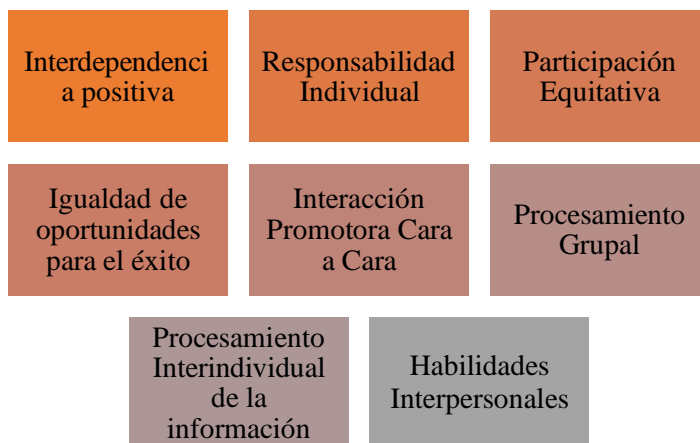 Interdependenci
a positiva
Responsabilidad
Individual
Participación
Equitativa
Igualdad de
oportunidades
para el éxito
Interacción
Promotora Cara
a Cara
Procesamiento
Grupal
Procesamiento
Interindividual
de la
información
Habilidades
Interpersonales